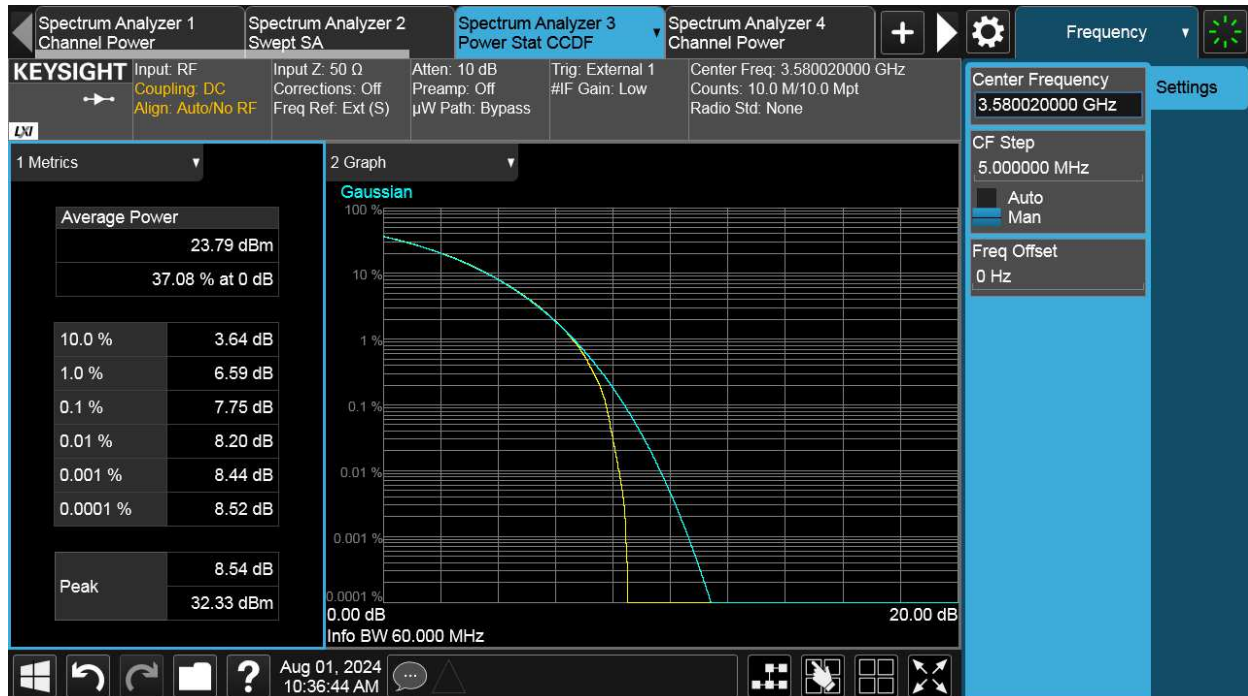 Spectrum Analyzer 1
Channel Power
Spectrum Analyzer 2
Swept SA
Spectrum Analyzer 3
Power Stat CCDF
Spectrum Analyzer 4
Channel Power
Frequency
KEYSIGHT
LXI
Input: RF
Coupling: DC
Align: Auto/No RF
Input Z: 50 Ω
Corrections: Off
Freq Ref: Ext (S)
Atten: 10 dB
Preamp: Off
µW Path: Bypass
Trig: External 1
#IF Gain: Low
Center Freq: 3.580020000 GHz
Counts: 10.0 M/10.0 Mpt
Radio Std: None
Center Frequency
3.580020000 GHz
Settings
CF Step
5.000000 MHz
Auto
Man
Freq Offset
0 Hz
1 Metrics
Average Power
23.79 dBm
37.08 % at 0 dB
10.0 % 3.64 dB
1.0 % 6.59 dB
0.1 % 7.75 dB
0.01 % 8.20 dB
0.001 % 8.44 dB
0.0001 % 8.52 dB
Peak
8.54 dB
32.33 dBm
2 Graph
Gaussian
100 %
10 %
1 %
0.1 %
0.01 %
0.001 %
0.0001 %
0.00 dB 20.00 dB
Info BW 60.000 MHz
?
Aug 01, 2024
10:36:44 AM